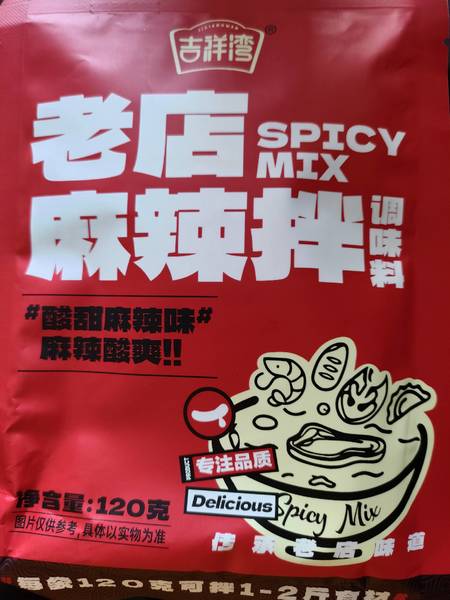 JIXIANGWAN
吉祥湾®
老店
SPICY
MIX
麻辣拌
调味料
#酸甜麻辣味#
麻辣酸爽!!
专注品质
Delicious
Spicy Mix
净含量:120克
图片仅供参考,具体以实物为准
传承老店味道
每袋120克可拌1-2斤食材